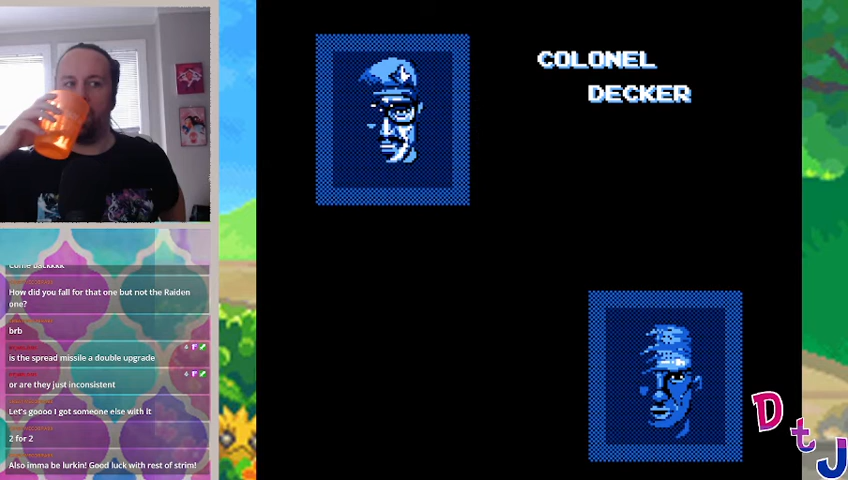 COLONEL
DECKER
How did you fall for that one but not the Raiden
one?
brb
is the spread missile a double upgrade
or are they just inconsistent
Let's goooo I got someone else with it
2 for 2
Also imma be lurkin! Good luck with rest of strim!
DtJ